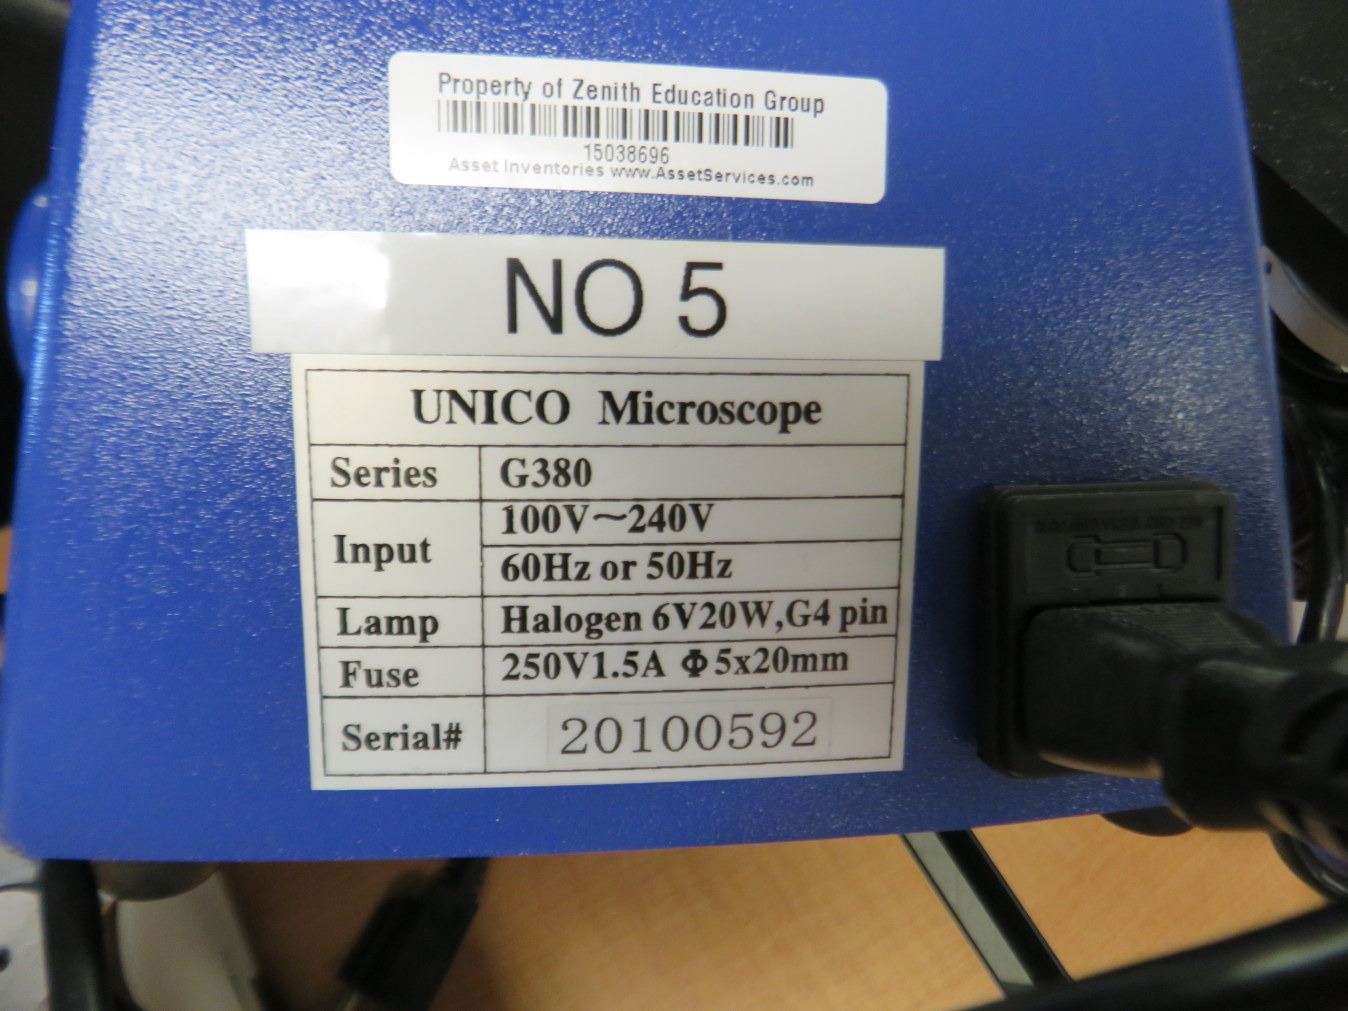 Property of Zenith Education Group
15038696
Asset Inventories www.AssetServices.com
NO 5
UNICO Microscope
Series G380
Input 100V～240V
60Hz or 50Hz
Lamp Halogen 6V20W,G4 pin
Fuse 250V1.5A Φ5x20mm
Serial# 20100592